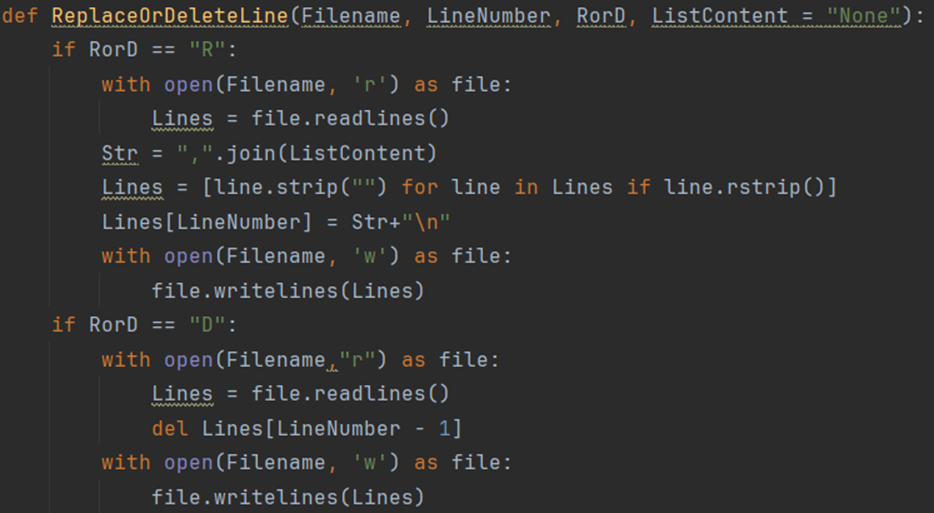 def ReplaceOrDeleteLine(Filename, LineNumber, RorD, ListContent = "None"):
    if RorD == "R":
        with open(Filename, 'r') as file:
            Lines = file.readlines()
        Str = ",".join(ListContent)
        Lines = [line.strip("") for line in Lines if line.rstrip()]
        Lines[LineNumber] = Str+"\n"
        with open(Filename, 'w') as file:
            file.writelines(Lines)
    if RorD == "D":
        with open(Filename,"r") as file:
            Lines = file.readlines()
            del Lines[LineNumber - 1]
        with open(Filename, 'w') as file:
            file.writelines(Lines)